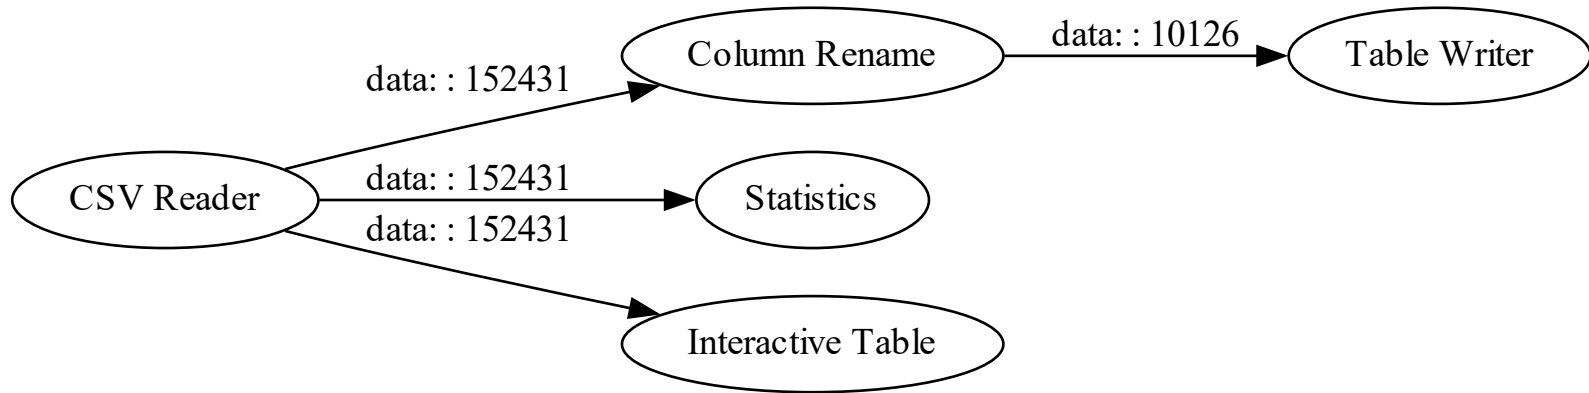 data: : 152431
Column Rename
data: : 10126
Table Writer
CSV Reader
data: : 152431
Statistics
data: : 152431
Interactive Table